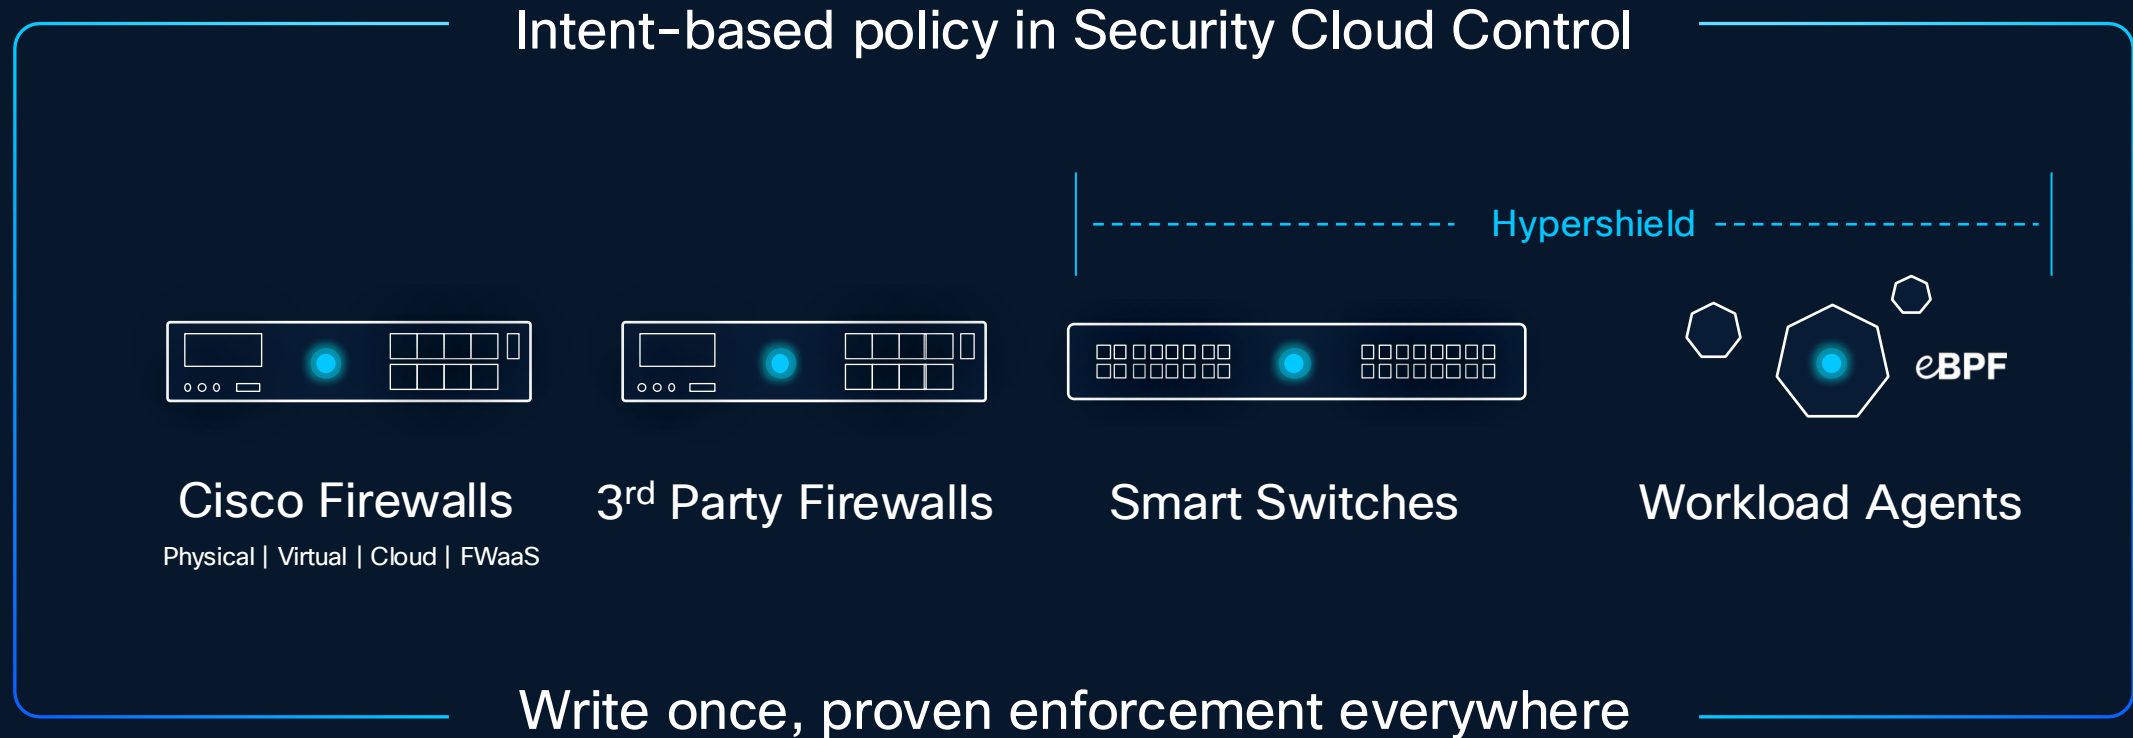 Intent-based policy in Security Cloud Control
Hypershield
eBPF
Cisco Firewalls
Physical | Virtual | Cloud | FWaaS
3rd Party Firewalls
Smart Switches
Workload Agents
Write once, proven enforcement everywhere